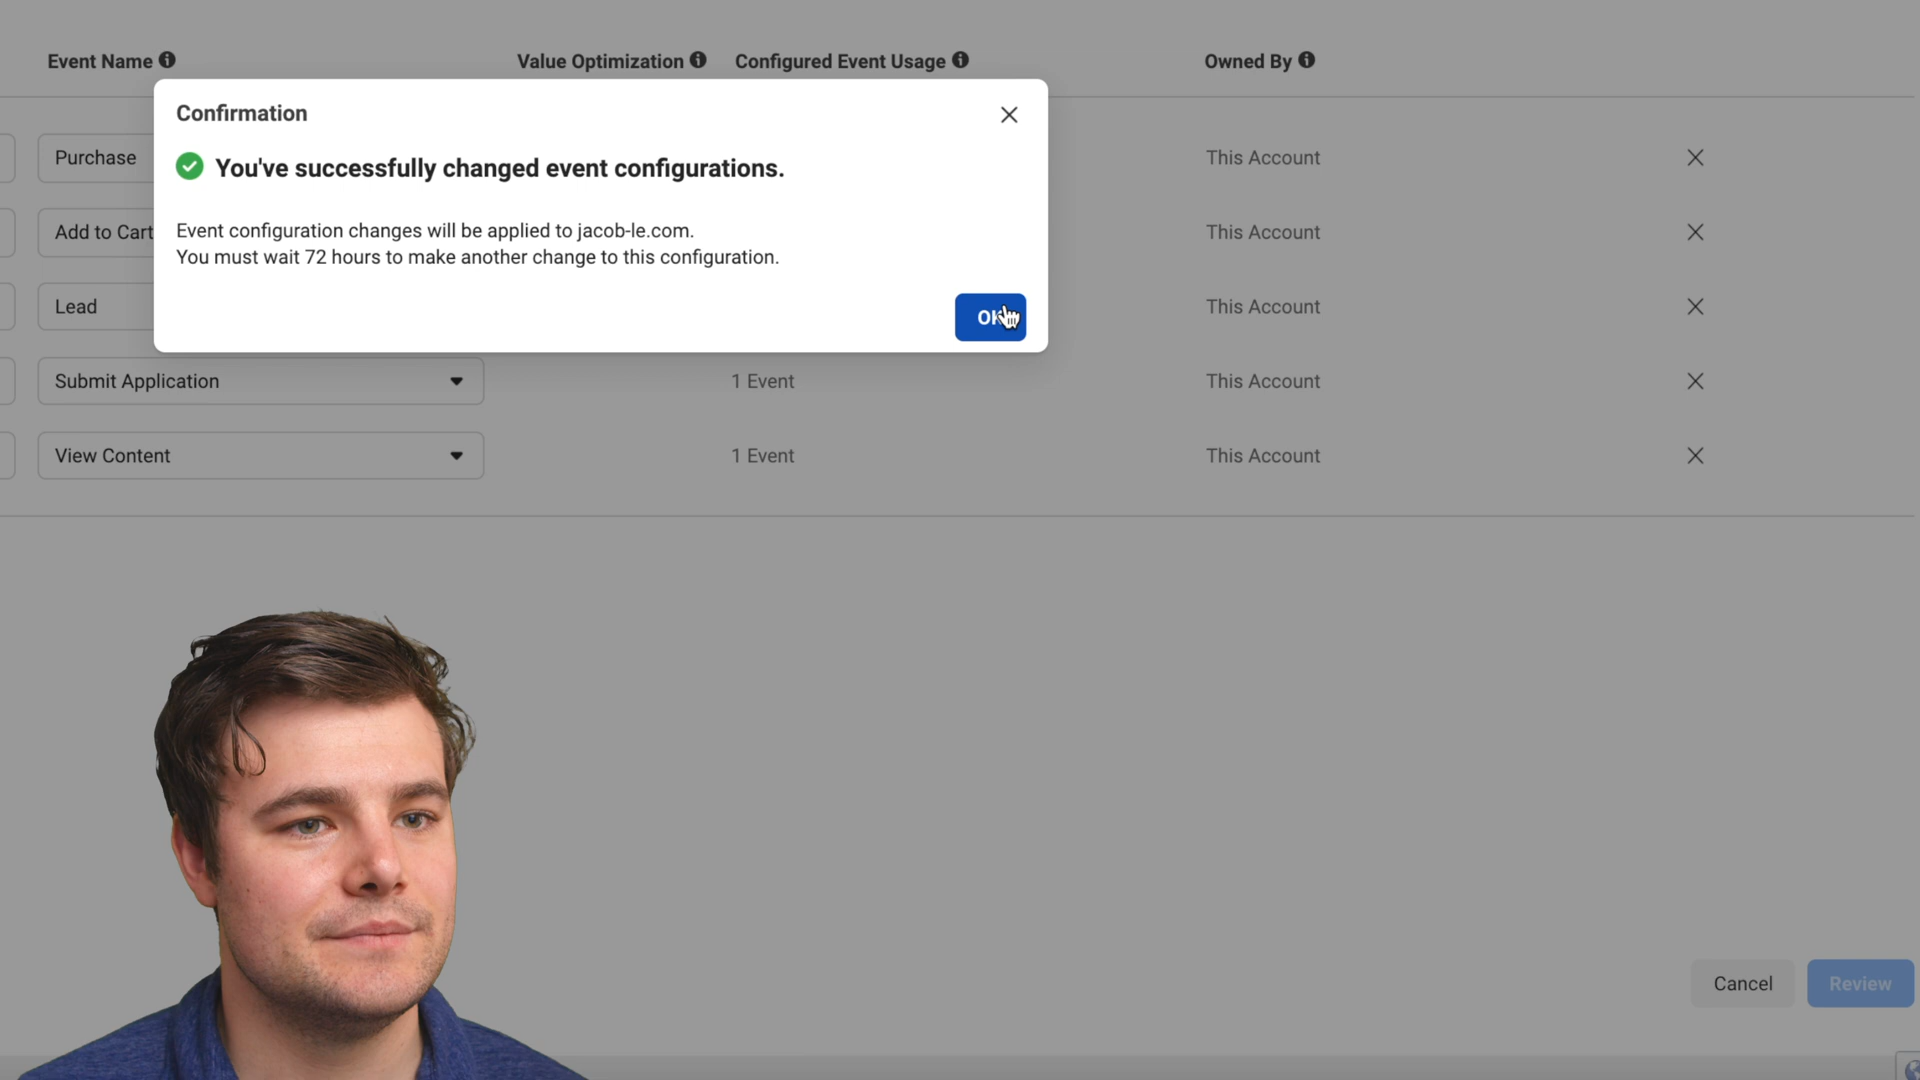 Event Name
Value Optimization
Configured Event Usage
Owned By
Confirmation
You've successfully changed event configurations.
Event configuration changes will be applied to jacob-le.com.
You must wait 72 hours to make another change to this configuration.
OK
Purchase
This Account
Add to Cart
This Account
Lead
This Account
Submit Application
1 Event
This Account
View Content
1 Event
This Account
Cancel
Review